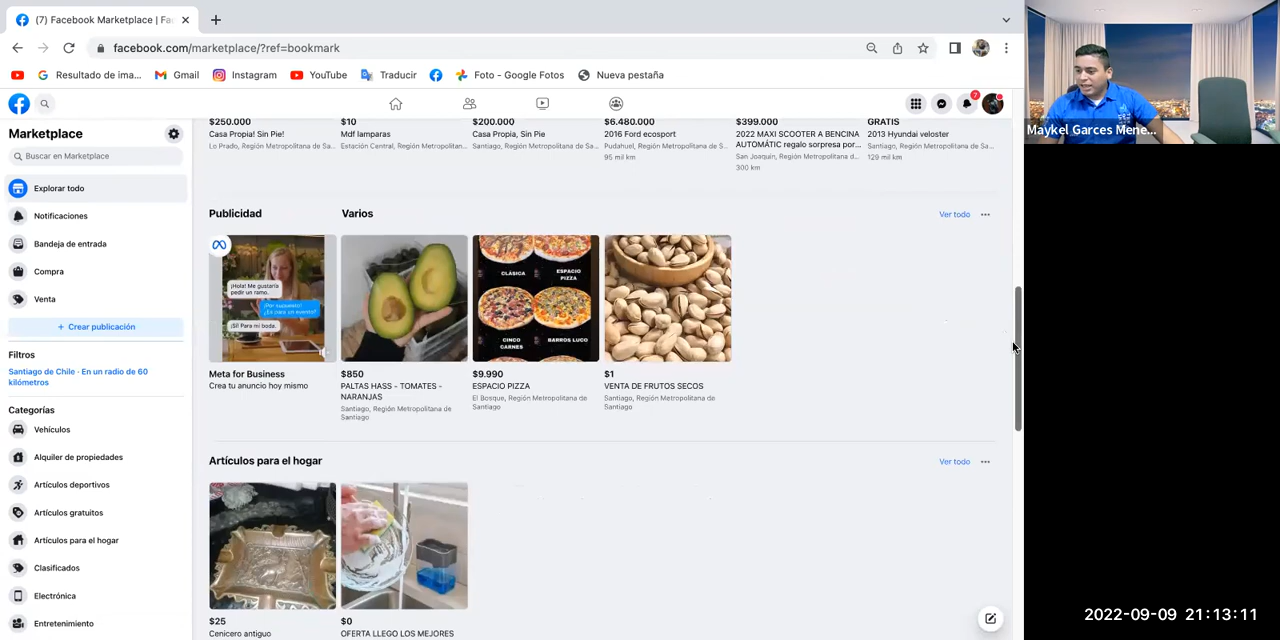 (7) Facebook Marketplace | Fa
facebook.com/marketplace/?ref=bookmark
Resultado de ima...
Gmail
Instagram
YouTube
Traducir
Foto - Google Fotos
Nueva pestaña
7
Marketplace
Buscar en Marketplace
Explorar todo
Notificaciones
Bandeja de entrada
Compra
Venta
+ Crear publicación
Filtros
Santiago de Chile · En un radio de 60
kilómetros
Categorías
Vehículos
Alquiler de propiedades
Artículos deportivos
Artículos gratuitos
Artículos para el hogar
Clasificados
Electrónica
Entretenimiento
$250.000
Casa Propia! Sin Pie!
Lo Prado, Región Metropolitana de Sa...
$10
Mdf lamparas
Estación Central, Región Metropolitan...
$200.000
Casa Propia, Sin Pie
Santiago, Región Metropolitana de Sa...
$6.480.000
2016 Ford ecosport
Pudahuel, Región Metropolitana de S...
95 mil km
$399.000
2022 MAXI SCOOTER A BENCINA
AUTOMÁTIC regalo sorpresa por...
San Joaquín, Región Metropolitana d...
300 km
GRATIS
2013 Hyundai veloster
Santiago, Región Metropolitana de Sa...
129 mil km
Publicidad
Varios
Ver todo
¡Hola! Me gustaría
pedir un ramo.
¡Por supuesto!
¿Es para un evento?
¡Sí! Para mi boda.
CLÁSICA
ESPACIO
PIZZA
CINCO
CARNES
BARROS LUCO
Meta for Business
Crea tu anuncio hoy mismo
$850
PALTAS HASS - TOMATES -
NARANJAS
Santiago, Región Metropolitana de
Santiago
$9.990
ESPACIO PIZZA
El Bosque, Región Metropolitana de
Santiago
$1
VENTA DE FRUTOS SECOS
Santiago, Región Metropolitana de
Santiago
Artículos para el hogar
Ver todo
$25
Cenicero antiguo
$0
OFERTA LLEGO LOS MEJORES
Maykel Garces Mene...
2022-09-09 21:13:11